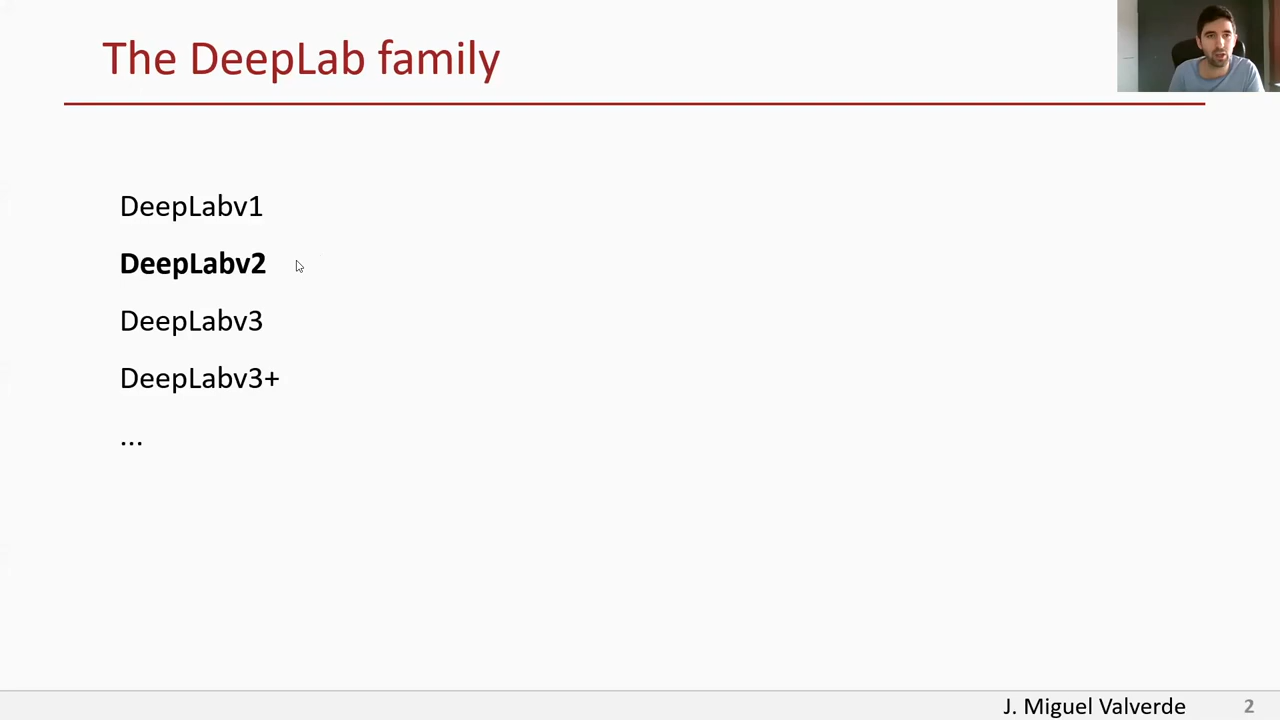 The DeepLab family
DeepLabv1
DeepLabv2
DeepLabv3
DeepLabv3+
...
J. Miguel Valverde 2